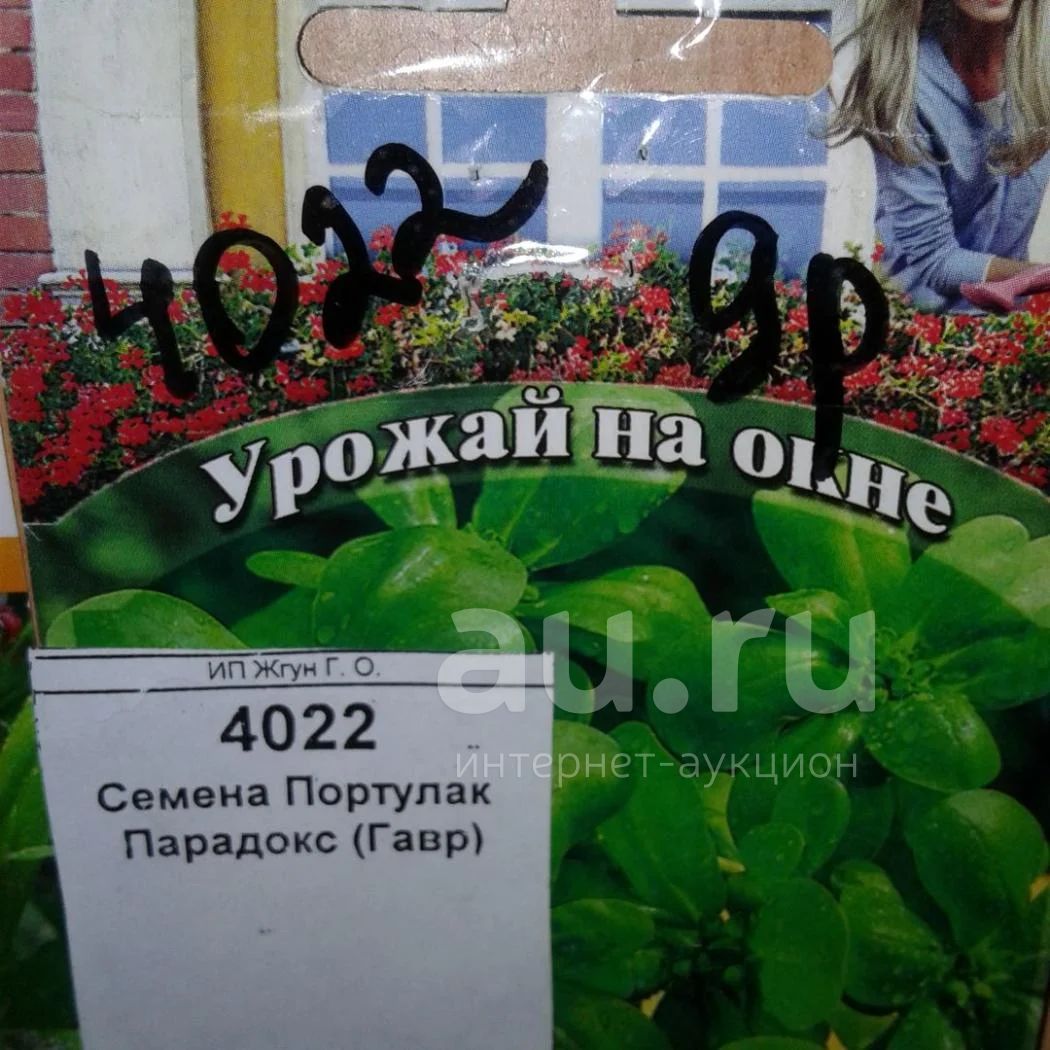 4022 9р
Урожай на окне
au.ru
интернет-аукцион
ИП Жгун Г. О.
4022
Семена Портулак
Парадокс (Гавр)